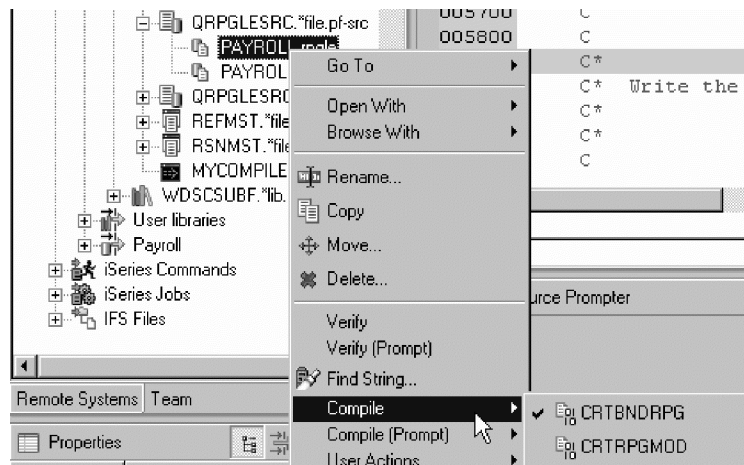 QRPGLESRC.*file.pf-src
PAYROLL.rpgle
PAYROL
QRPGLESRC
REFMST.*file
RSNMST.*file
MYCOMPILE
WDSCSUBF.*lib.
User libraries
Payroll
iSeries Commands
iSeries Jobs
IFS Files
Remote Systems
Team
Properties
Go To
Open With
Browse With
Rename...
Copy
Move...
Delete...
Verify
Verify (Prompt)
Find String...
Compile
Compile (Prompt)
User Actions
CRTBNDRPG
CRTRPGMOD
005700 C
005800 C
C*
C* Write the
C*
C*
C
urce Prompter